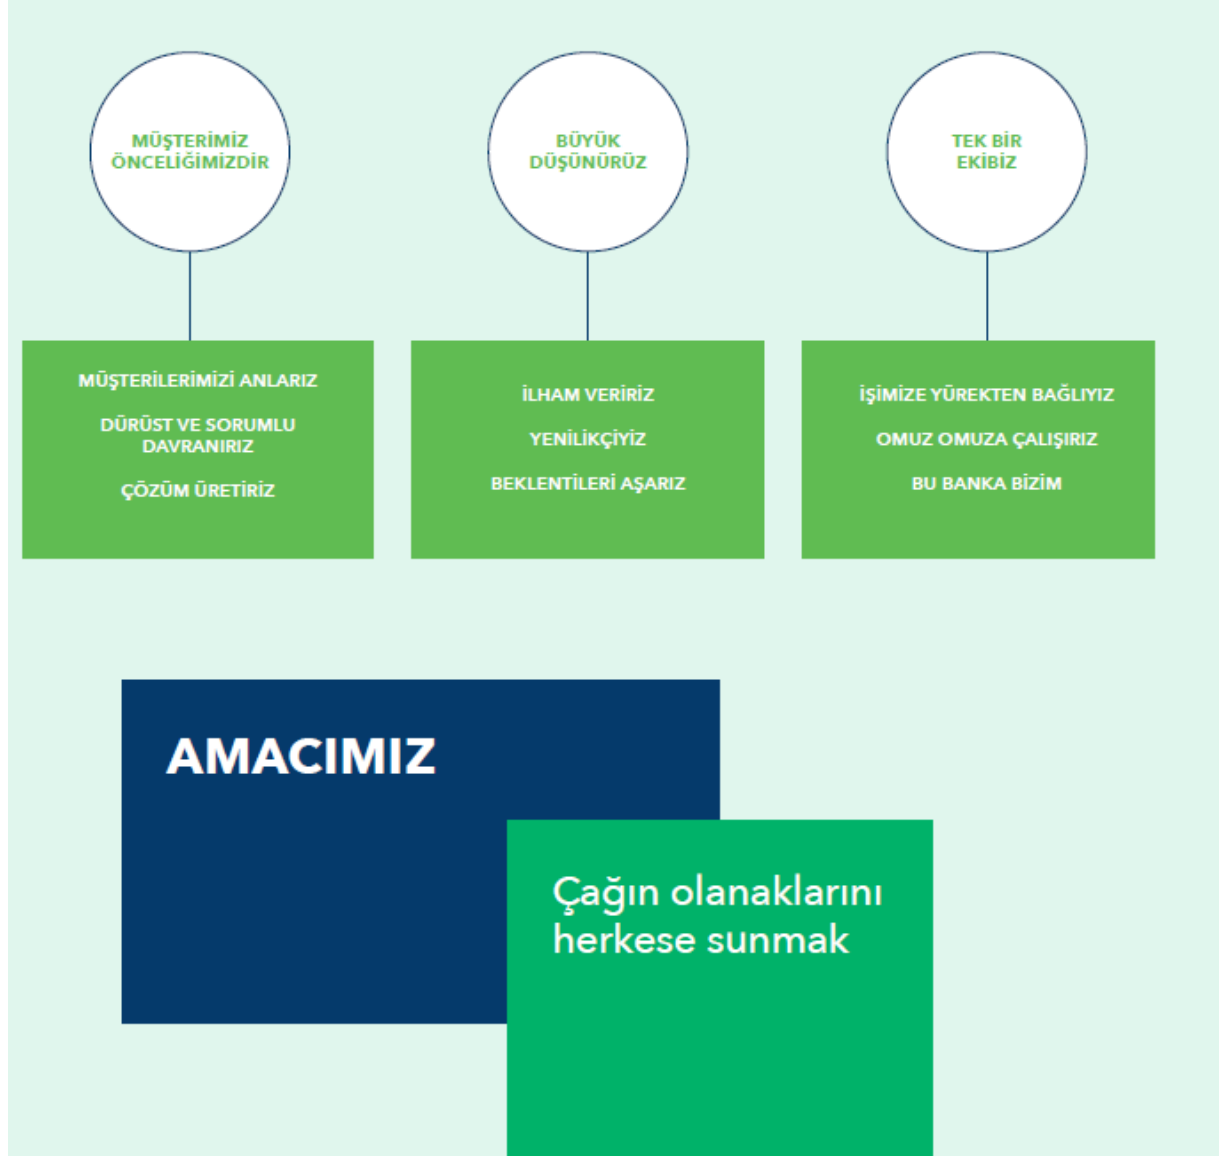 MÜŞTERİMİZ
ÖNCELİĞİMİZDİR
BÜYÜK
DÜŞÜNÜRÜZ
TEK BİR
EKİBİZ
MÜŞTERİLERİMİZİ ANLARIZ
DÜRÜST VE SORUMLU
DAVRANIRIZ
ÇÖZÜM ÜRETİRİZ
İLHAM VERİRİZ
YENİLİKÇİYİZ
BEKLENTİLERİ AŞARIZ
İŞİMİZE YÜREKTEN BAĞLIYIZ
OMUZ OMUZA ÇALIŞIRIZ
BU BANKA BİZİM
AMACIMIZ
Çağın olanaklarını
herkese sunmak